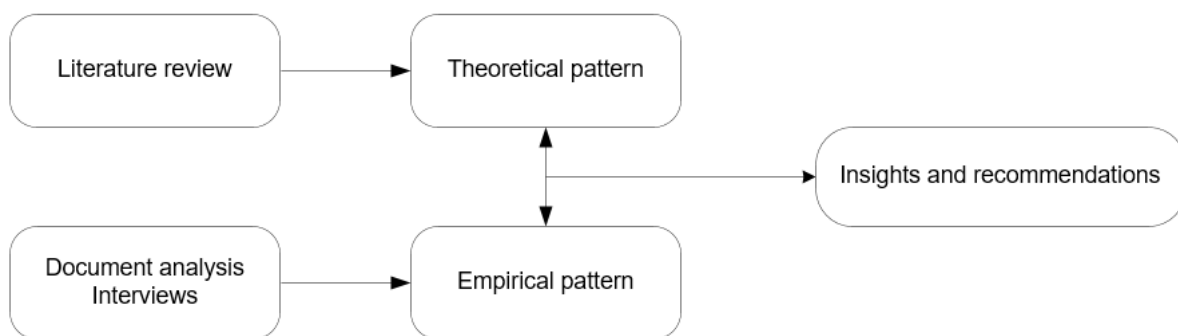 Literature review
Theoretical pattern
Insights and recommendations
Document analysis
Interviews
Empirical pattern